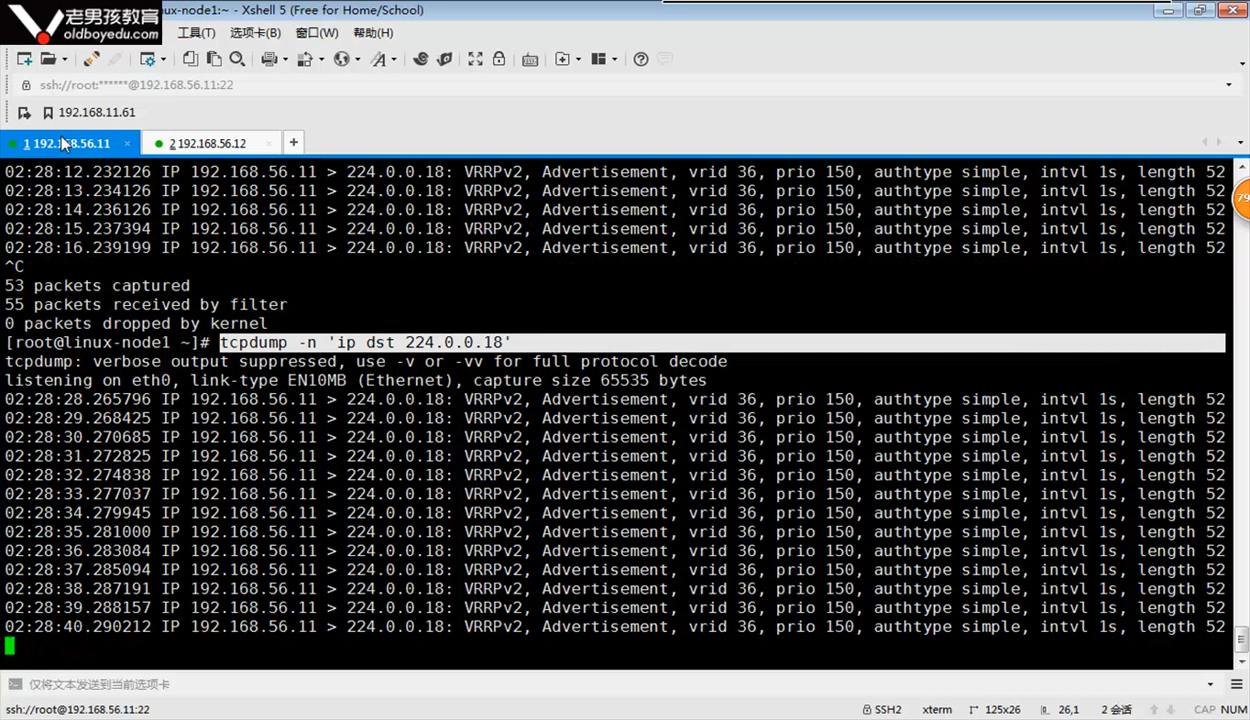 老男孩教育
oldboyedu.com
nux-node1:~ - Xshell 5 (Free for Home/School)
工具(T) 选项卡(B) 窗口(W) 帮助(H)
ssh://root:******@192.168.56.11:22
192.168.11.61
1 192.168.56.11 × 2 192.168.56.12 × +
02:28:12.232126 IP 192.168.56.11 > 224.0.0.18: VRRPv2, Advertisement, vrid 36, prio 150, authtype simple, intvl 1s, length 52
02:28:13.234126 IP 192.168.56.11 > 224.0.0.18: VRRPv2, Advertisement, vrid 36, prio 150, authtype simple, intvl 1s, length 52
02:28:14.236126 IP 192.168.56.11 > 224.0.0.18: VRRPv2, Advertisement, vrid 36, prio 150, authtype simple, intvl 1s, length 52
02:28:15.237394 IP 192.168.56.11 > 224.0.0.18: VRRPv2, Advertisement, vrid 36, prio 150, authtype simple, intvl 1s, length 52
02:28:16.239199 IP 192.168.56.11 > 224.0.0.18: VRRPv2, Advertisement, vrid 36, prio 150, authtype simple, intvl 1s, length 52
^C
53 packets captured
55 packets received by filter
0 packets dropped by kernel
[root@linux-node1 ~]# tcpdump -n 'ip dst 224.0.0.18'
tcpdump: verbose output suppressed, use -v or -vv for full protocol decode
listening on eth0, link-type EN10MB (Ethernet), capture size 65535 bytes
02:28:28.265796 IP 192.168.56.11 > 224.0.0.18: VRRPv2, Advertisement, vrid 36, prio 150, authtype simple, intvl 1s, length 52
02:28:29.268425 IP 192.168.56.11 > 224.0.0.18: VRRPv2, Advertisement, vrid 36, prio 150, authtype simple, intvl 1s, length 52
02:28:30.270685 IP 192.168.56.11 > 224.0.0.18: VRRPv2, Advertisement, vrid 36, prio 150, authtype simple, intvl 1s, length 52
02:28:31.272825 IP 192.168.56.11 > 224.0.0.18: VRRPv2, Advertisement, vrid 36, prio 150, authtype simple, intvl 1s, length 52
02:28:32.274838 IP 192.168.56.11 > 224.0.0.18: VRRPv2, Advertisement, vrid 36, prio 150, authtype simple, intvl 1s, length 52
02:28:33.277037 IP 192.168.56.11 > 224.0.0.18: VRRPv2, Advertisement, vrid 36, prio 150, authtype simple, intvl 1s, length 52
02:28:34.279945 IP 192.168.56.11 > 224.0.0.18: VRRPv2, Advertisement, vrid 36, prio 150, authtype simple, intvl 1s, length 52
02:28:35.281000 IP 192.168.56.11 > 224.0.0.18: VRRPv2, Advertisement, vrid 36, prio 150, authtype simple, intvl 1s, length 52
02:28:36.283084 IP 192.168.56.11 > 224.0.0.18: VRRPv2, Advertisement, vrid 36, prio 150, authtype simple, intvl 1s, length 52
02:28:37.285094 IP 192.168.56.11 > 224.0.0.18: VRRPv2, Advertisement, vrid 36, prio 150, authtype simple, intvl 1s, length 52
02:28:38.287191 IP 192.168.56.11 > 224.0.0.18: VRRPv2, Advertisement, vrid 36, prio 150, authtype simple, intvl 1s, length 52
02:28:39.288157 IP 192.168.56.11 > 224.0.0.18: VRRPv2, Advertisement, vrid 36, prio 150, authtype simple, intvl 1s, length 52
02:28:40.290212 IP 192.168.56.11 > 224.0.0.18: VRRPv2, Advertisement, vrid 36, prio 150, authtype simple, intvl 1s, length 52
仅将文本发送到当前选项卡
ssh://root@192.168.56.11:22 SSH2 xterm 125x26 26,1 2 会话 CAP NUM